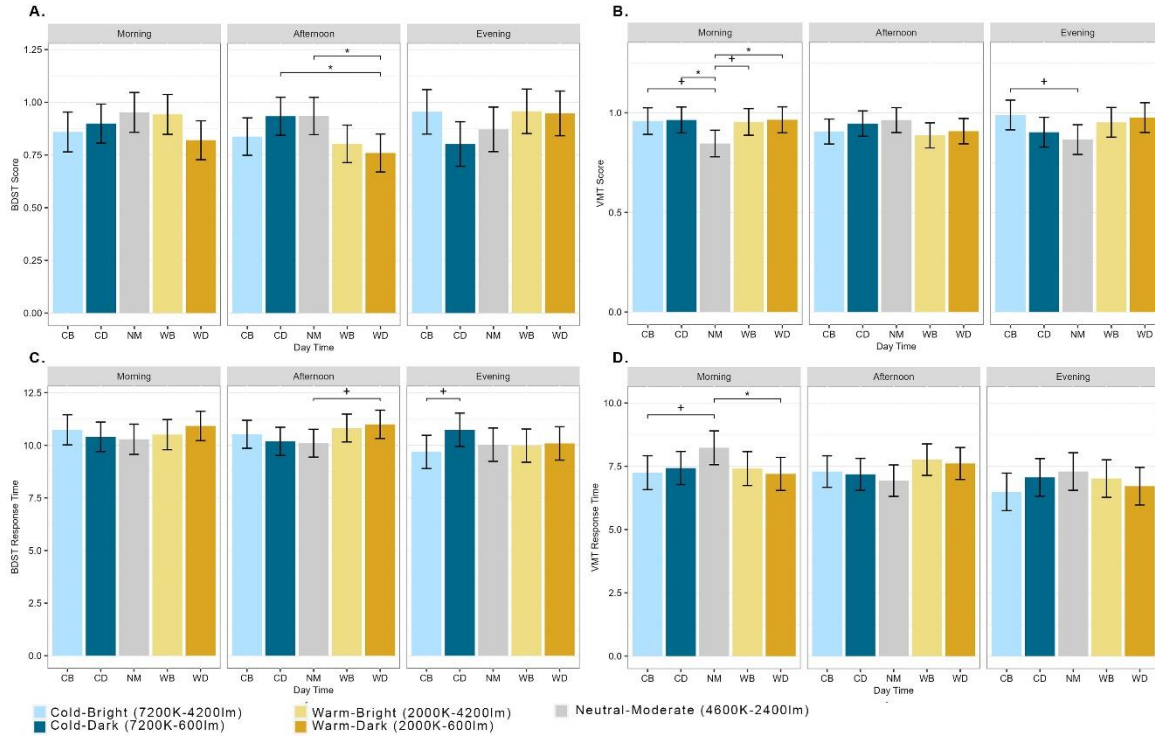 A.
Morning Afternoon Evening
* 
*
1.25
1.00
0.75
0.50
0.25
0.00
BDST Score
CB CD NM WB WD CB CD NM WB WD CB CD NM WB WD
Day Time
B.
Morning Afternoon Evening
*
+
*
+
+
1.0
0.5
0.0
VMT Score
CB CD NM WB WD CB CD NM WB WD CB CD NM WB WD
Day Time
C.
Morning Afternoon Evening
+ +
12.5
10.0
7.5
5.0
2.5
0.0
BDST Response Time
CB CD NM WB WD CB CD NM WB WD CB CD NM WB WD
Day Time
D.
Morning Afternoon Evening
+ *
10.0
7.5
5.0
2.5
0.0
VMT Response Time
CB CD NM WB WD CB CD NM WB WD CB CD NM WB WD
Day Time
Cold-Bright (7200K-4200lm) Warm-Bright (2000K-4200lm) Neutral-Moderate (4600K-2400lm)
Cold-Dark (7200K-600lm) Warm-Dark (2000K-600lm)